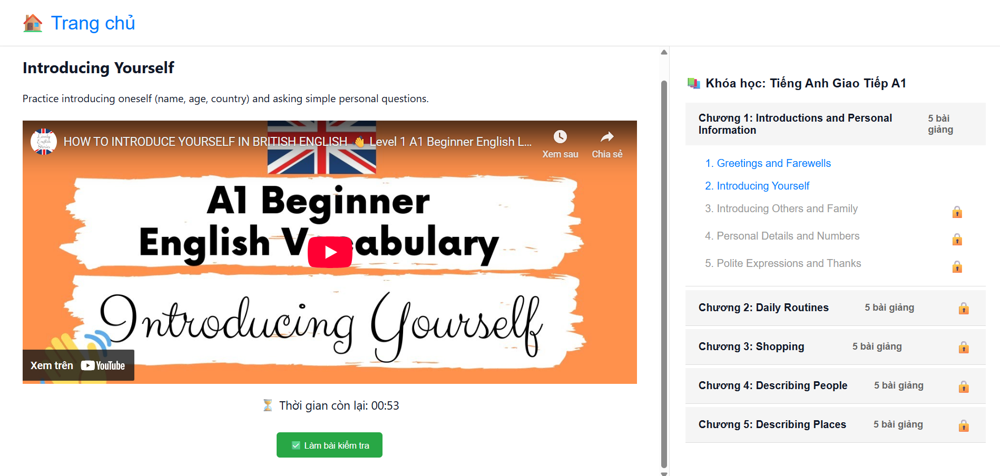 Trang chủ
Introducing Yourself
Practice introducing oneself (name, age, country) and asking simple personal questions.
Lovely
English
Stories
HOW TO INTRODUCE YOURSELF IN BRITISH ENGLISH 👋 Level 1 A1 Beginner English L...
Xem sau
Chia sẻ
A1 Beginner
English Vocabulary
Introducing Yourself
Xem trên YouTube
Thời gian còn lại: 00:53
Làm bài kiểm tra
Khóa học: Tiếng Anh Giao Tiếp A1
Chương 1: Introductions and Personal
Information
5 bài
giảng
1. Greetings and Farewells
2. Introducing Yourself
3. Introducing Others and Family
4. Personal Details and Numbers
5. Polite Expressions and Thanks
Chương 2: Daily Routines 5 bài giảng
Chương 3: Shopping 5 bài giảng
Chương 4: Describing People 5 bài giảng
Chương 5: Describing Places 5 bài giảng